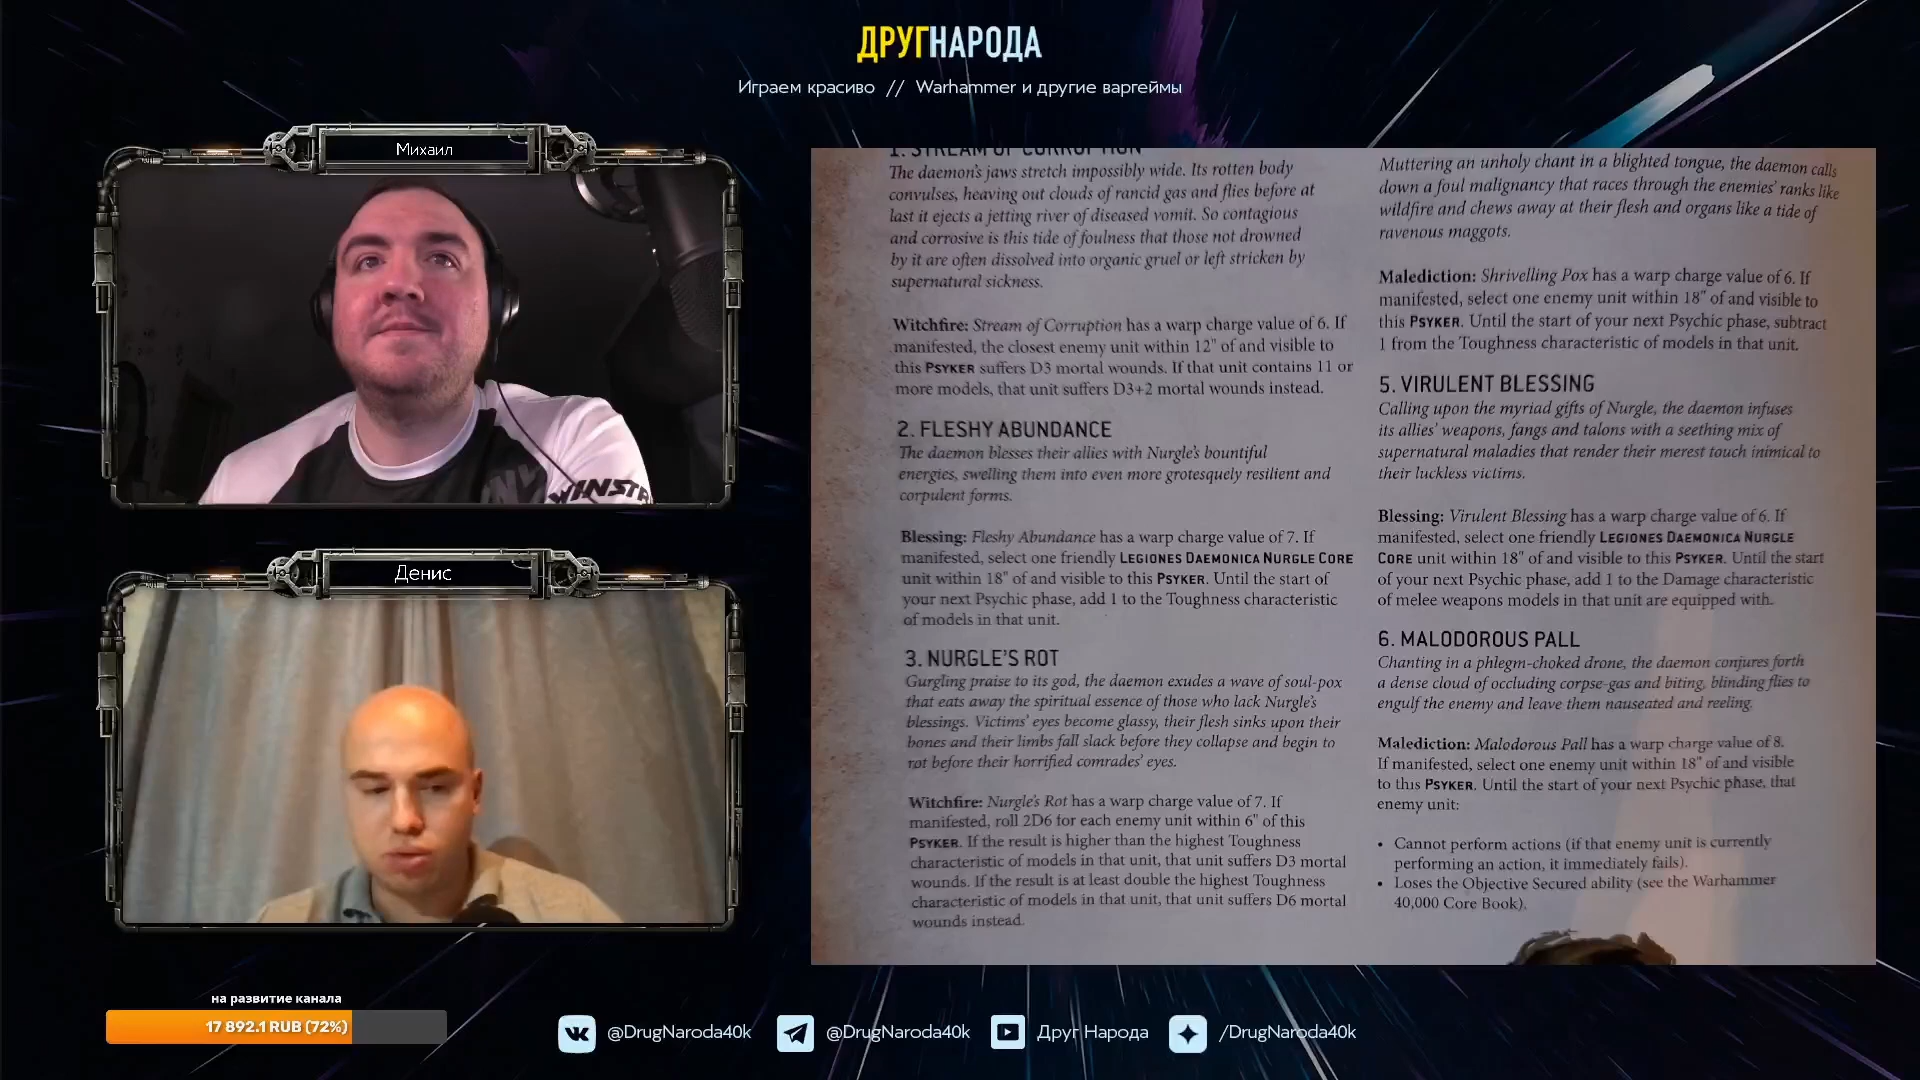 ДРУГНАРОДА
Играем красиво // Warhammer и другие варгеймы
Михаил
Денис
1. STREAM OF CORRUPTION
The daemon's jaws stretch impossibly wide. Its rotten body
convulses, heaving out clouds of rancid gas and flies before at
last it ejects a jetting river of diseased vomit. So contagious
and corrosive is this tide of foulness that those not drowned
by it are often dissolved into organic gruel or left stricken by
supernatural sickness.
Witchfire: Stream of Corruption has a warp charge value of 6. If
manifested, the closest enemy unit within 12" of and visible to
this PSYKER suffers D3 mortal wounds. If that unit contains 11 or
more models, that unit suffers D3+2 mortal wounds instead.
2. FLESHY ABUNDANCE
The daemon blesses their allies with Nurgle's bountiful
energies, swelling them into even more grotesquely resilient and
corpulent forms.
Blessing: Fleshy Abundance has a warp charge value of 7. If
manifested, select one friendly LEGIONES DAEMONICA NURGLE CORE
unit within 18" of and visible to this PSYKER. Until the start of
your next Psychic phase, add 1 to the Toughness characteristic
of models in that unit.
3. NURGLE'S ROT
Gurgling praise to its god, the daemon exudes a wave of soul-pox
that eats away the spiritual essence of those who lack Nurgle's
blessings. Victims' eyes become glassy, their flesh sinks upon their
bones and their limbs fall slack before they collapse and begin to
rot before their horrified comrades' eyes.
Witchfire: Nurgle's Rot has a warp charge value of 7. If
manifested, roll 2D6 for each enemy unit within 6" of this
PSYKER. If the result is higher than the highest Toughness
characteristic of models in that unit, that unit suffers D3 mortal
wounds. If the result is at least double the highest Toughness
characteristic of models in that unit, that unit suffers D6 mortal
wounds instead.
Muttering an unholy chant in a blighted tongue, the daemon calls
down a foul malignancy that races through the enemies' ranks like
wildfire and chews away at their flesh and organs like a tide of
ravenous maggots.
Malediction: Shrivelling Pox has a warp charge value of 6. If
manifested, select one enemy unit within 18" of and visible to
this PSYKER. Until the start of your next Psychic phase, subtract
1 from the Toughness characteristic of models in that unit.
5. VIRULENT BLESSING
Calling upon the myriad gifts of Nurgle, the daemon infuses
its allies' weapons, fangs and talons with a seething mix of
supernatural maladies that render their merest touch inimical to
their luckless victims.
Blessing: Virulent Blessing has a warp charge value of 6. If
manifested, select one friendly LEGIONES DAEMONICA NURGLE
CORE unit within 18" of and visible to this PSYKER. Until the start
of your next Psychic phase, add 1 to the Damage characteristic
of melee weapons models in that unit are equipped with.
6. MALODOROUS PALL
Chanting in a phlegm-choked drone, the daemon conjures forth
a dense cloud of occluding corpse-gas and biting, blinding flies to
engulf the enemy and leave them nauseated and reeling.
Malediction: Malodorous Pall has a warp charge value of 8.
If manifested, select one enemy unit within 18" of and visible
to this PSYKER. Until the start of your next Psychic phase, that
enemy unit:
• Cannot perform actions (if that enemy unit is currently
performing an action, it immediately fails).
• Loses the Objective Secured ability (see the Warhammer
40,000 Core Book).
на развитие канала
17 892.1 RUB (72%)
@DrugNaroda40k
@DrugNaroda40k
Друг Народа
/DrugNaroda40k